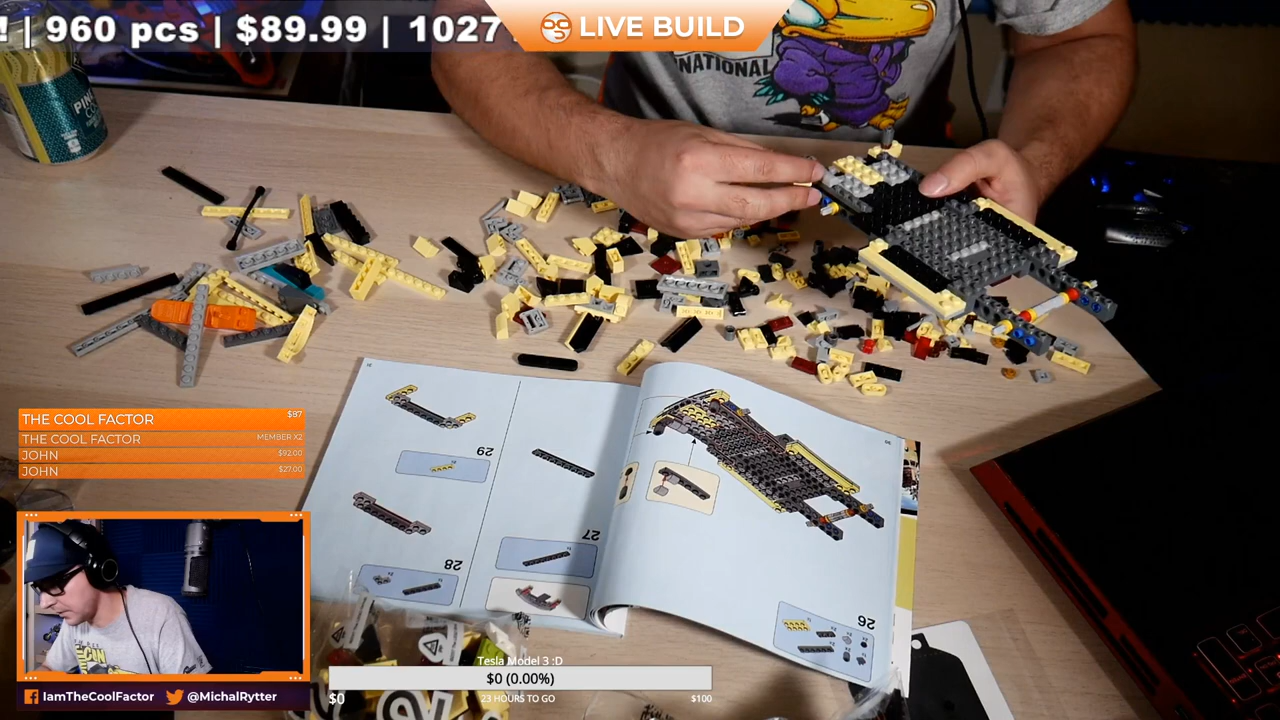 ! | 960 pcs | $89.99 | 1027
LIVE BUILD
NATIONAL
THE COOL FACTOR $87
THE COOL FACTOR MEMBER X2
JOHN $92.00
JOHN $27.00
29
28
27
26
Tesla Model 3 :D
$0 (0.00%)
$0 23 HOURS TO GO $100
IamTheCoolFactor @MichalRytter